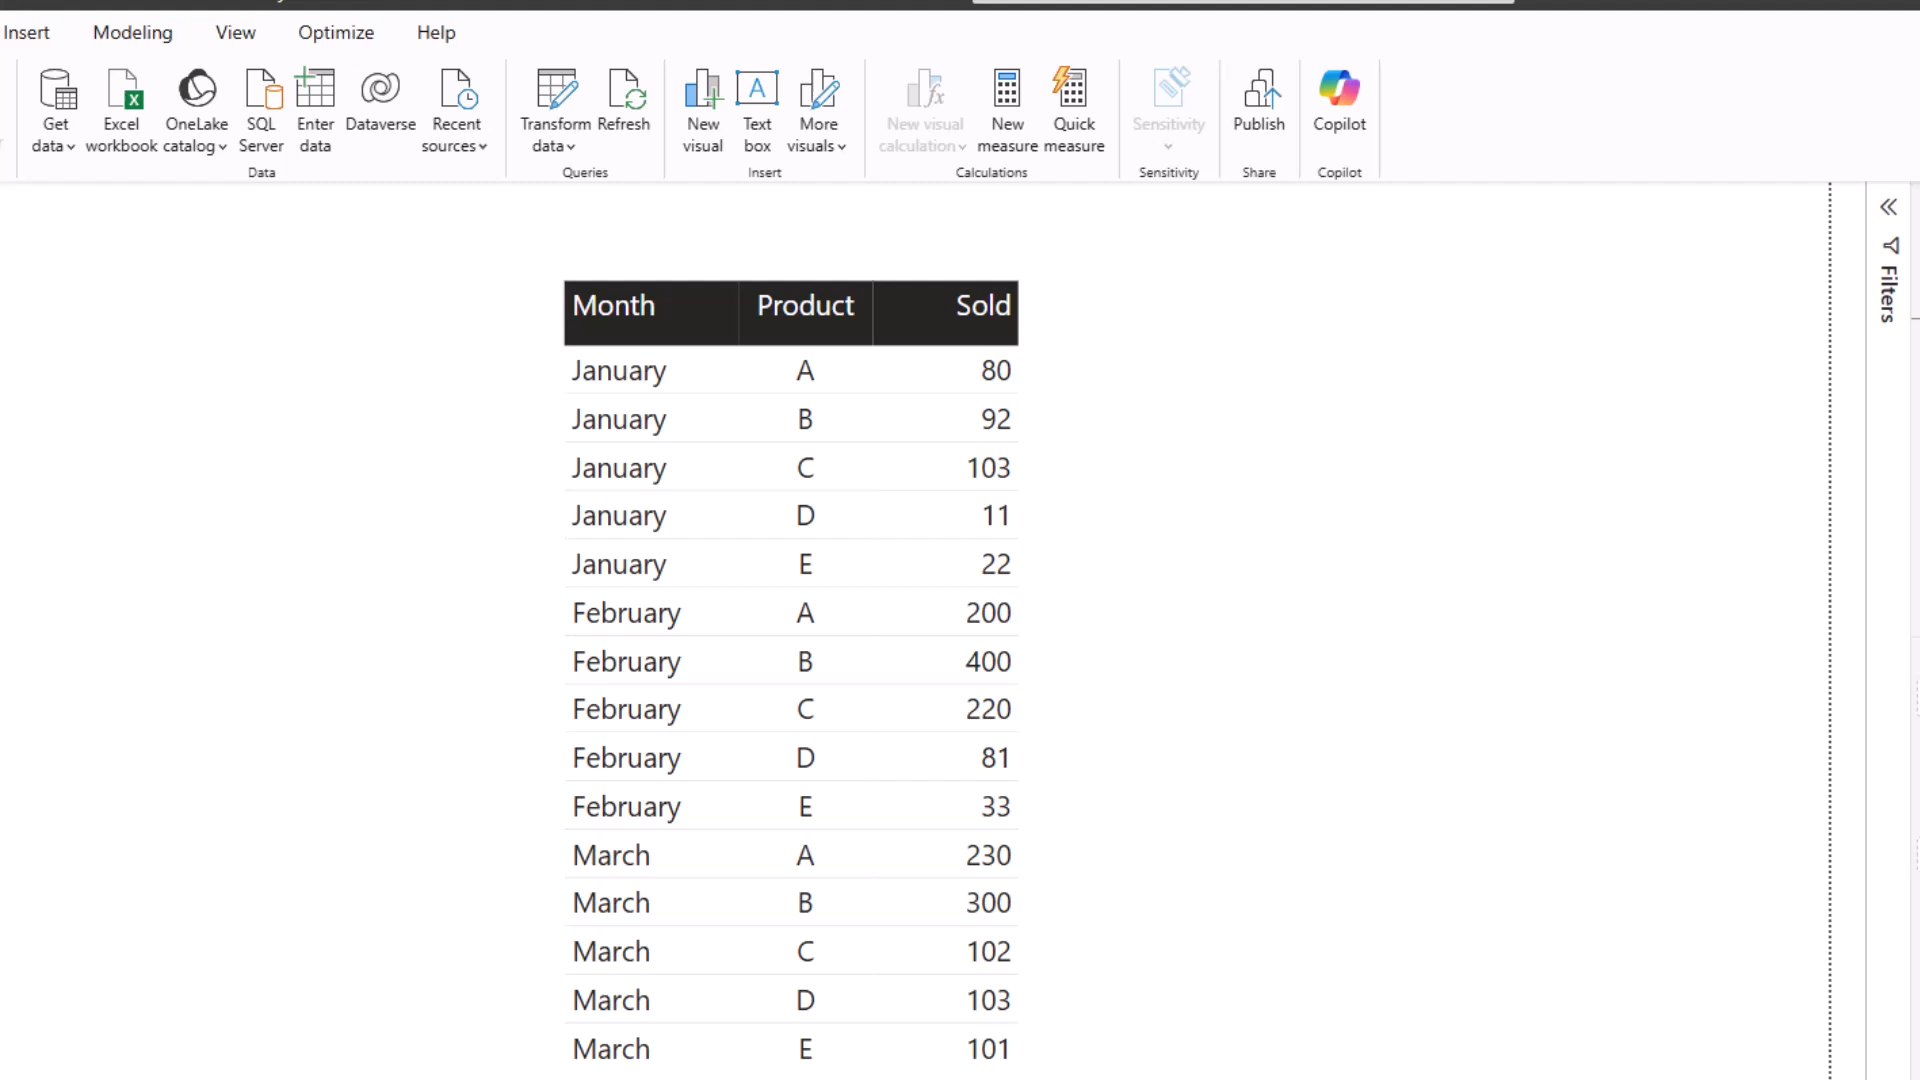 Insert Modeling View Optimize Help
Get data Excel workbook OneLake catalog SQL Server Enter data Dataverse Recent sources Transform data Refresh New visual Text box More visuals New visual calculation New measure Quick measure Sensitivity Publish Copilot
Data Queries Insert Calculations Sensitivity Share Copilot
Filters
Month Product Sold
January A 80
January B 92
January C 103
January D 11
January E 22
February A 200
February B 400
February C 220
February D 81
February E 33
March A 230
March B 300
March C 102
March D 103
March E 101